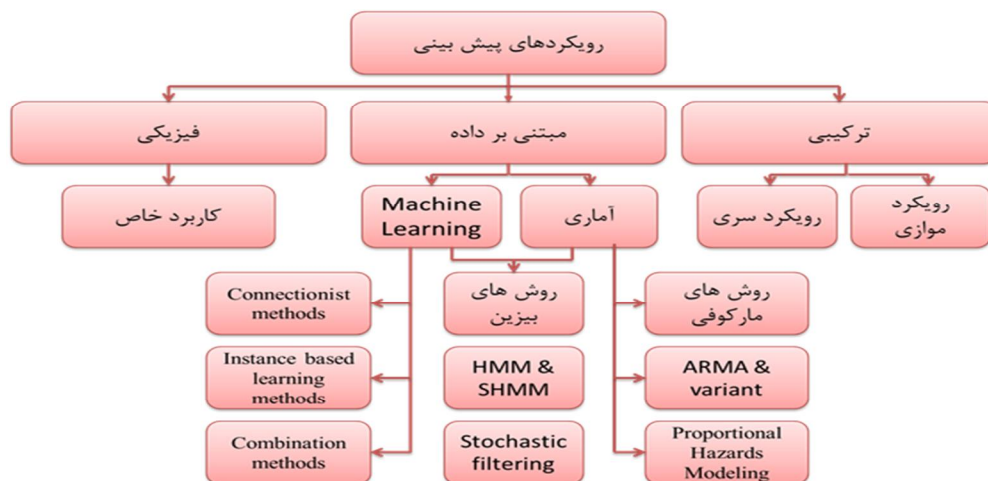 رویکردهای پیش بینی
ترکیبی
مبتنی بر داده
فیزیکی
رویکرد
موازی
رویکرد سری
آماری
Machine
Learning
کاربرد خاص
روش های
مارکوفی
روش های
بیزین
Connectionist
methods
ARMA &
variant
HMM &
SHMM
Instance based
learning
methods
Proportional
Hazards
Modeling
Stochastic
filtering
Combination
methods